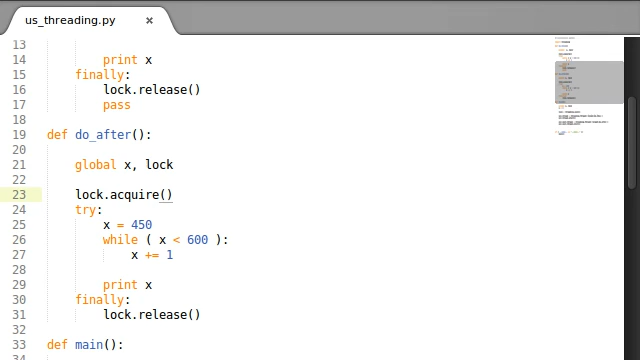 us_threading.py ×
13
14 print x
15 finally:
16 lock.release()
17 pass
18
19 def do_after():
20
21 global x, lock
22
23 lock.acquire()
24 try:
25 x = 450
26 while ( x < 600 ):
27 x += 1
28
29 print x
30 finally:
31 lock.release()
32
33 def main():
34